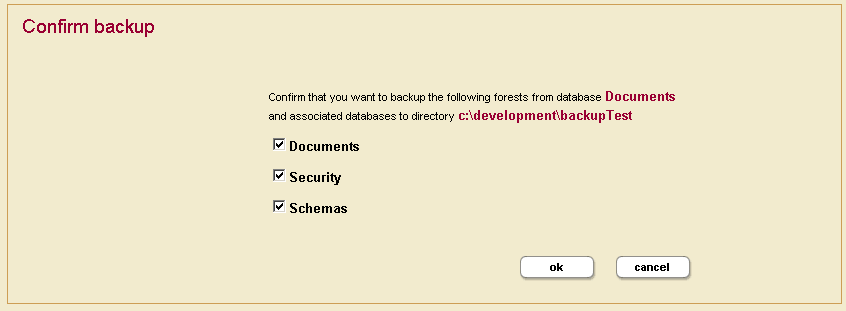 Confirm backup
Confirm that you want to backup the following forests from database Documents
and associated databases to directory c:\development\backupTest
Documents
Security
Schemas
ok cancel